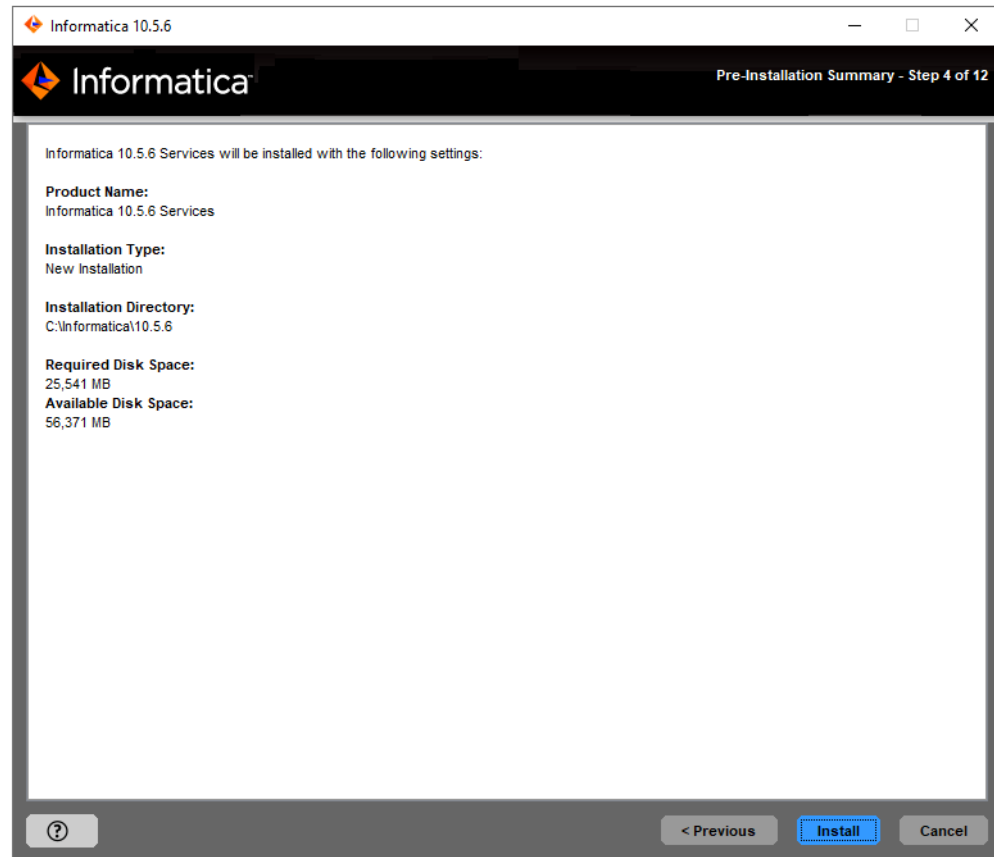 Informatica 10.5.6
Informatica
Pre-Installation Summary - Step 4 of 12
Informatica 10.5.6 Services will be installed with the following settings:
Product Name:
Informatica 10.5.6 Services
Installation Type:
New Installation
Installation Directory:
C:\Informatica\10.5.6
Required Disk Space:
25,541 MB
Available Disk Space:
56,371 MB
?
< Previous
Install
Cancel